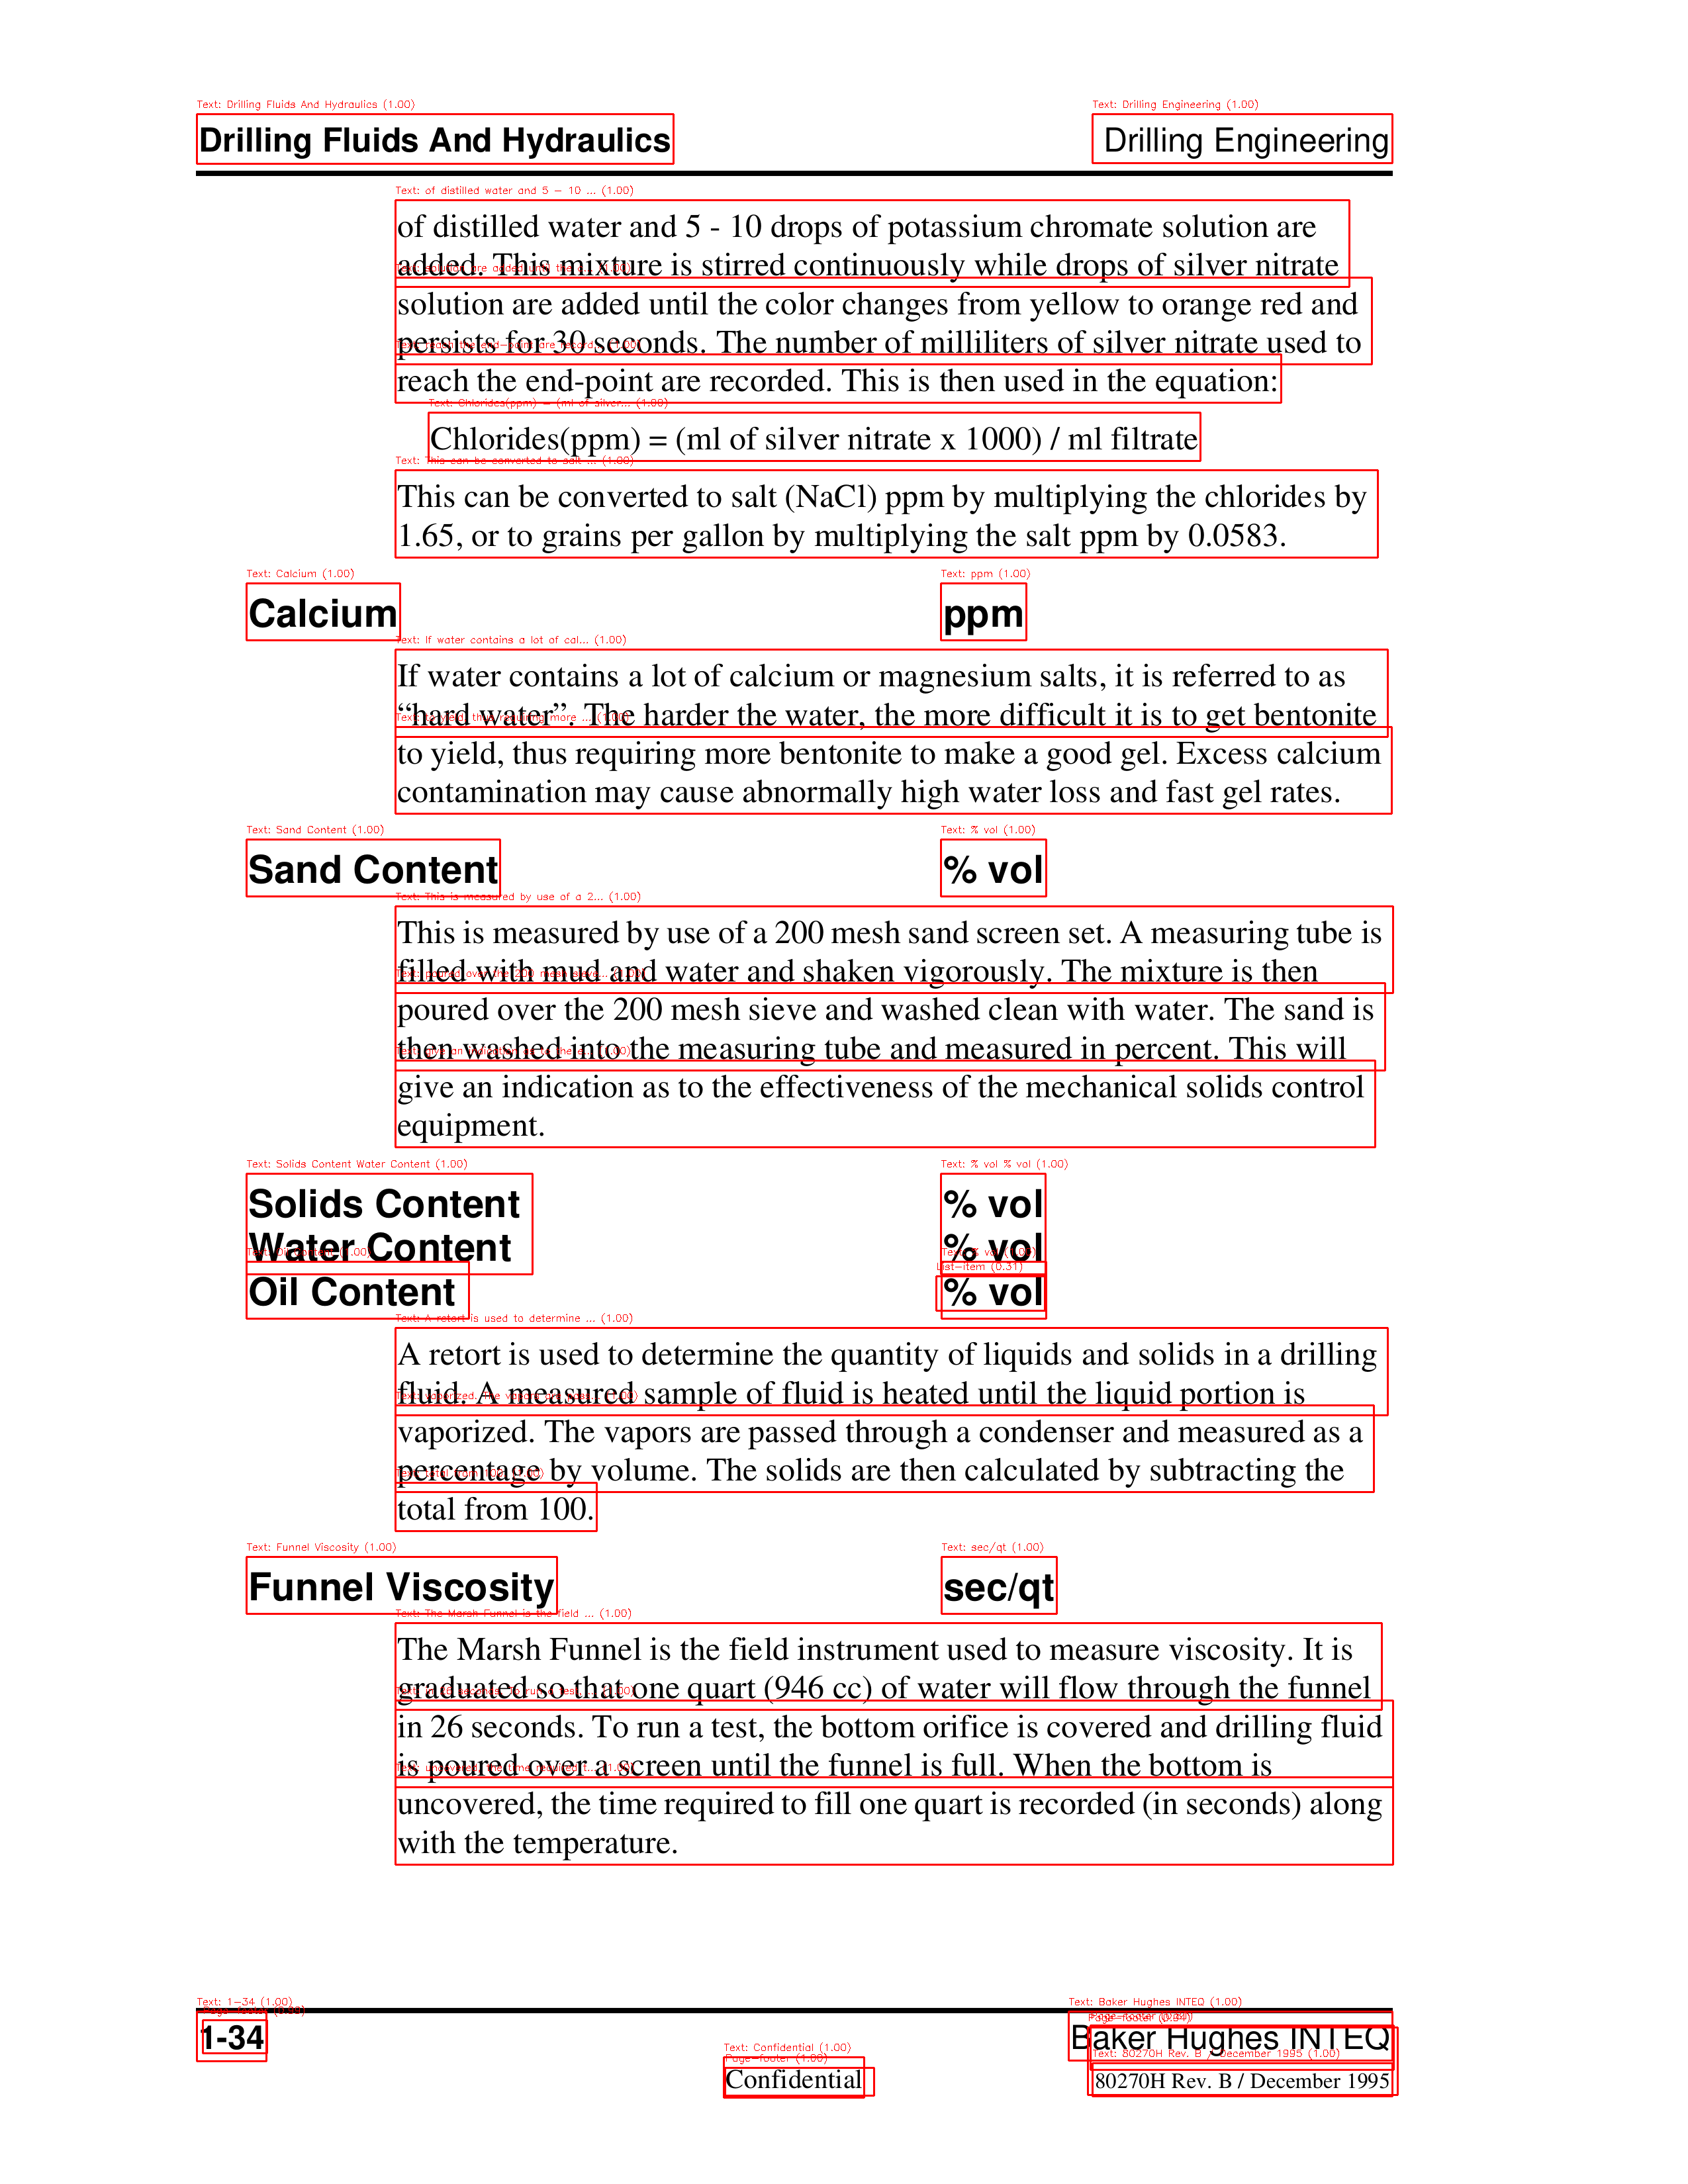 Drilling Fluids And Hydraulics Drilling Engineering
of distilled water and 5 - 10 drops of potassium chromate solution are
added. This mixture is stirred continuously while drops of silver nitrate
solution are added until the color changes from yellow to orange red and
persists for 30 seconds. The number of milliliters of silver nitrate used to
reach the end-point are recorded. This is then used in the equation:
Chlorides(ppm) = (ml of silver nitrate x 1000) / ml filtrate
This can be converted to salt (NaCl) ppm by multiplying the chlorides by
1.65, or to grains per gallon by multiplying the salt ppm by 0.0583.
Calcium ppm
If water contains a lot of calcium or magnesium salts, it is referred to as
“hard water”. The harder the water, the more difficult it is to get bentonite
to yield, thus requiring more bentonite to make a good gel. Excess calcium
contamination may cause abnormally high water loss and fast gel rates.
Sand Content % vol
This is measured by use of a 200 mesh sand screen set. A measuring tube is
filled with mud and water and shaken vigorously. The mixture is then
poured over the 200 mesh sieve and washed clean with water. The sand is
then washed into the measuring tube and measured in percent. This will
give an indication as to the effectiveness of the mechanical solids control
equipment.
Solids Content % vol
Water Content % vol
Oil Content % vol
A retort is used to determine the quantity of liquids and solids in a drilling
fluid. A measured sample of fluid is heated until the liquid portion is
vaporized. The vapors are passed through a condenser and measured as a
percentage by volume. The solids are then calculated by subtracting the
total from 100.
Funnel Viscosity sec/qt
The Marsh Funnel is the field instrument used to measure viscosity. It is
graduated so that one quart (946 cc) of water will flow through the funnel
in 26 seconds. To run a test, the bottom orifice is covered and drilling fluid
is poured over a screen until the funnel is full. When the bottom is
uncovered, the time required to fill one quart is recorded (in seconds) along
with the temperature.
1-34 Baker Hughes INTEQ
Confidential 80270H Rev. B / December 1995